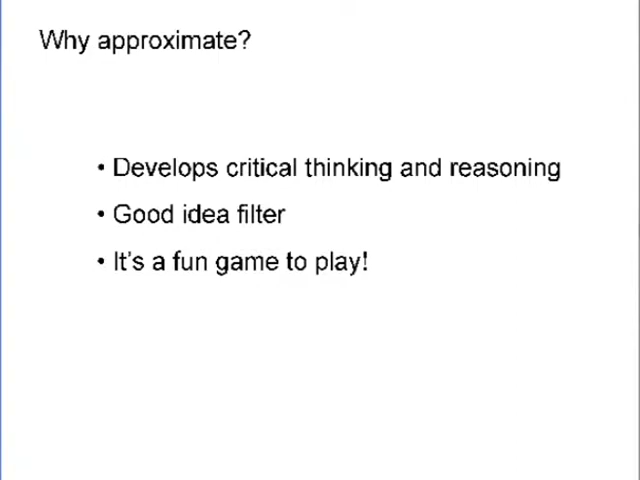 Why approximate?
• Develops critical thinking and reasoning
• Good idea filter
• It's a fun game to play!